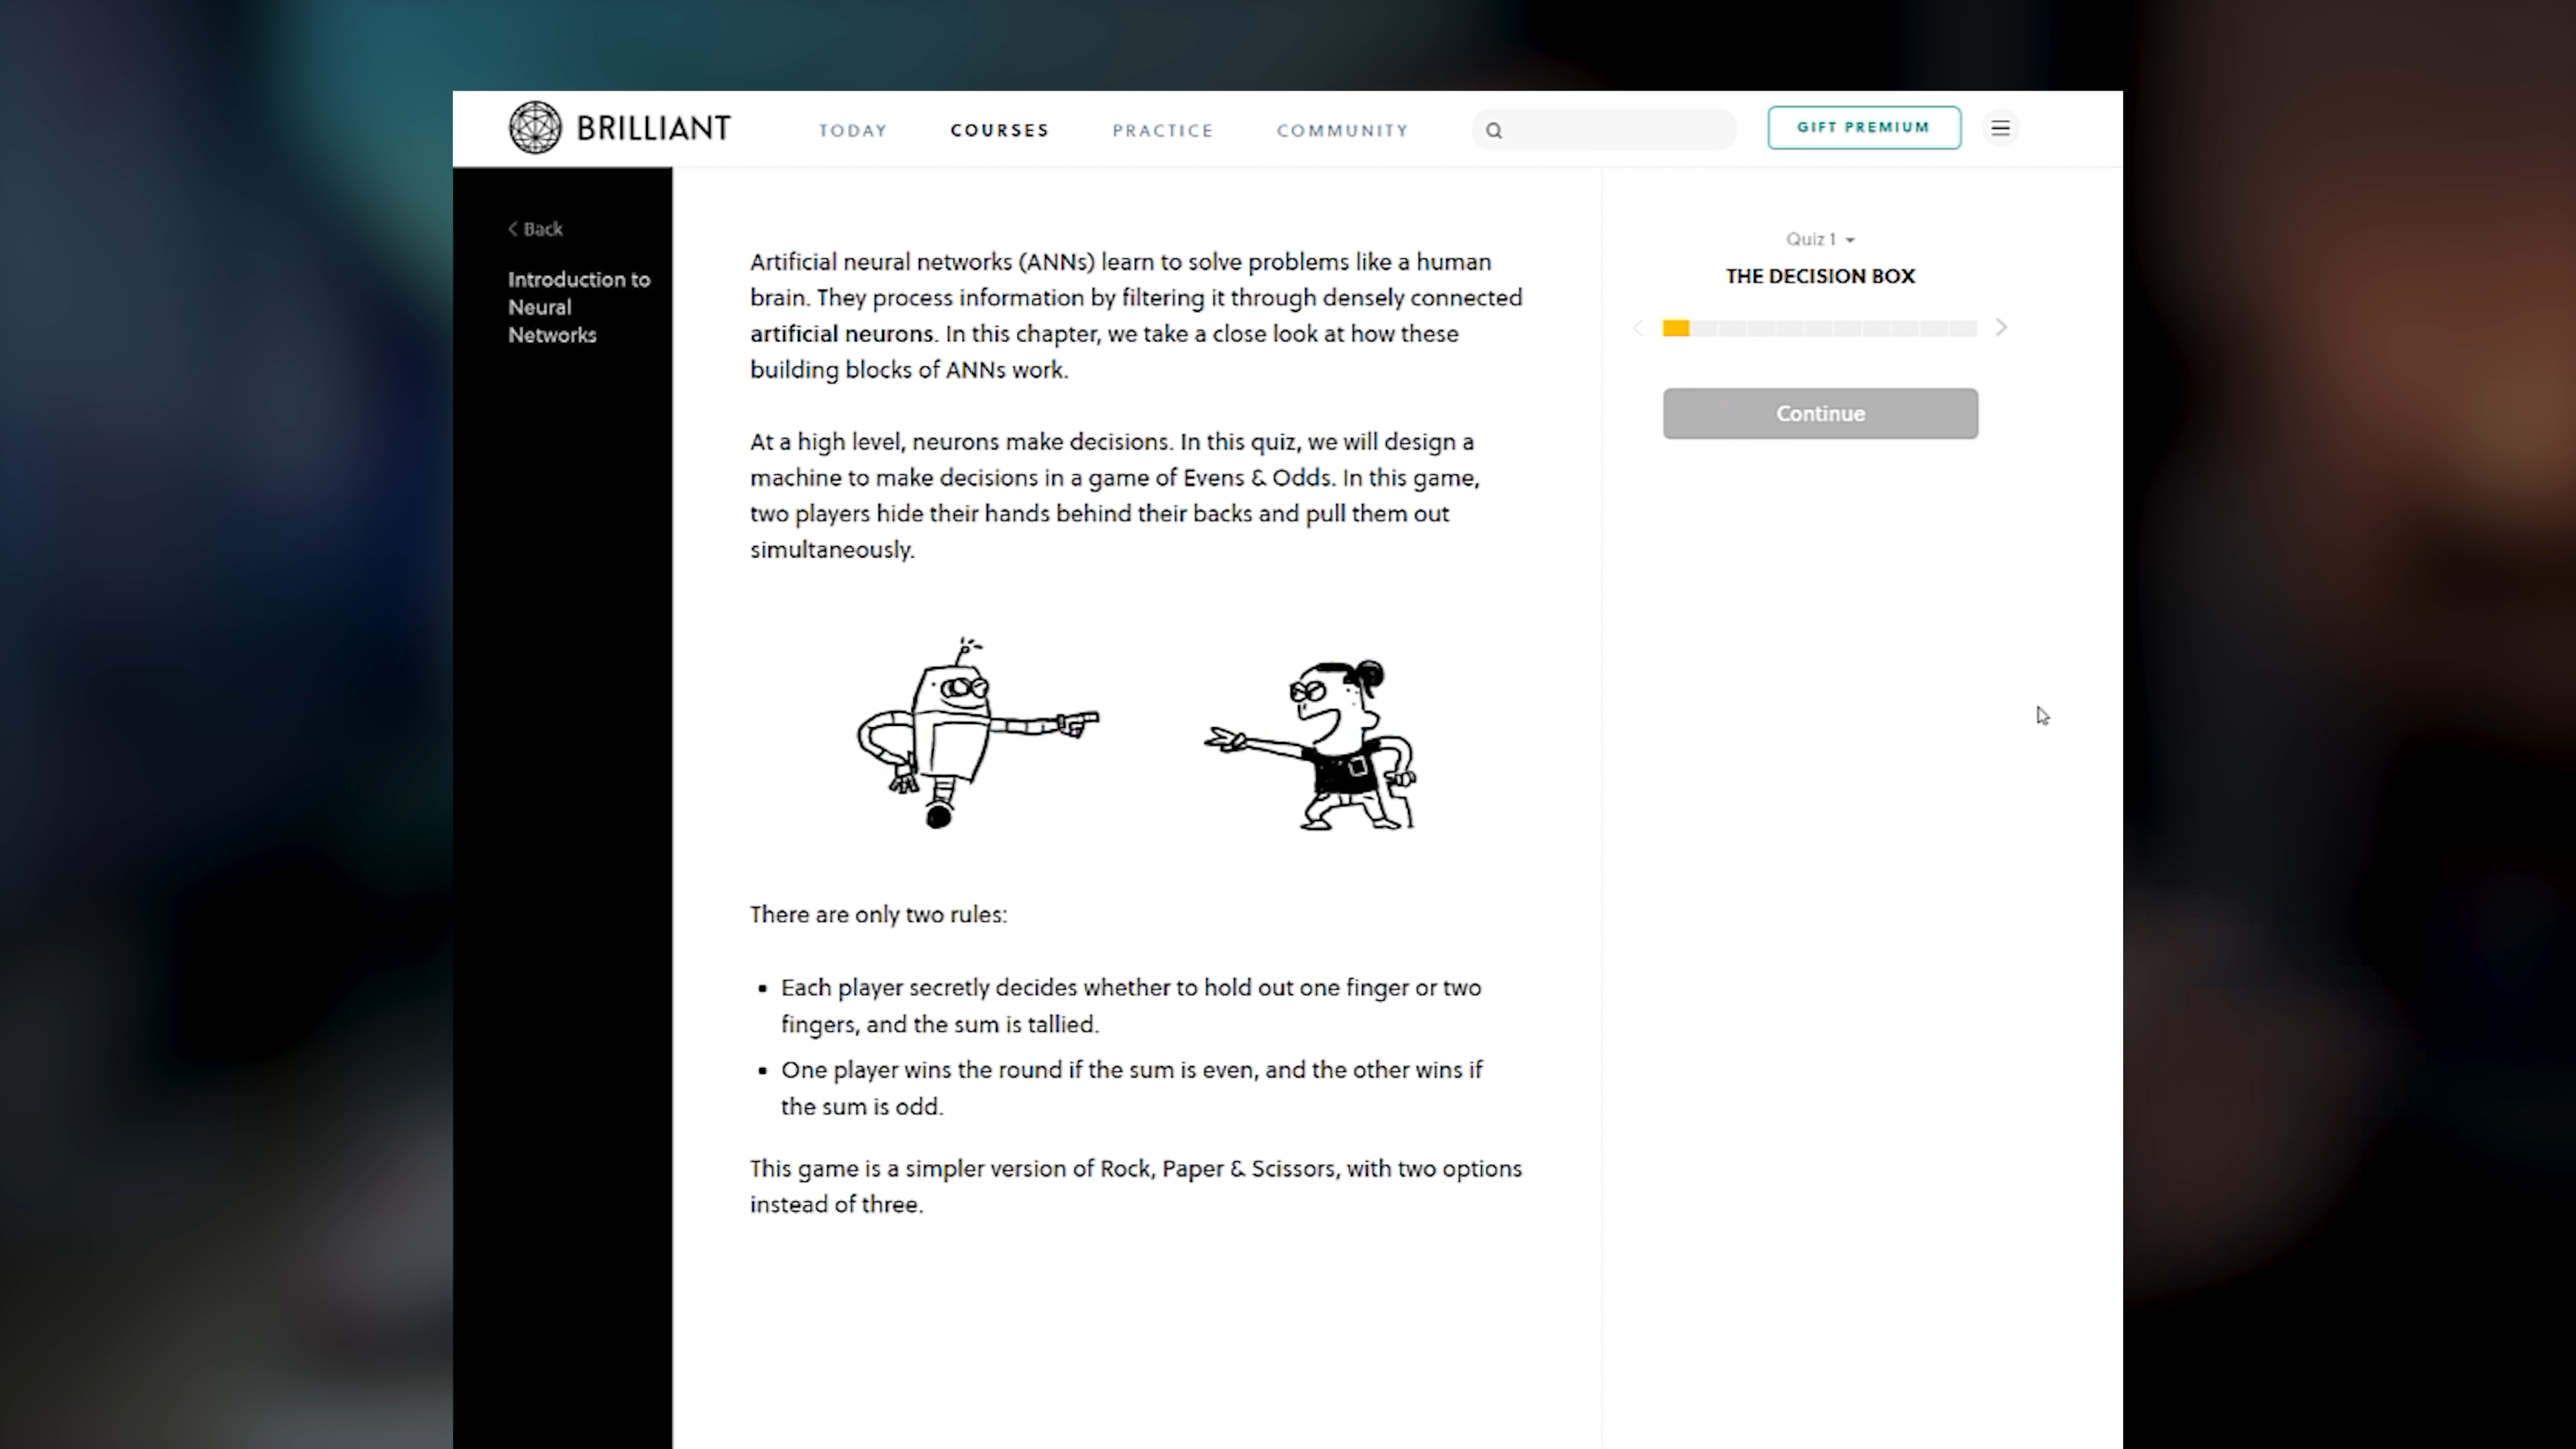 BRILLIANT
TODAY
COURSES
PRACTICE
COMMUNITY
GIFT PREMIUM
Back
Introduction to
Neural
Networks
Artificial neural networks (ANNs) learn to solve problems like a human
brain. They process information by filtering it through densely connected
artificial neurons. In this chapter, we take a close look at how these
building blocks of ANNs work.
At a high level, neurons make decisions. In this quiz, we will design a
machine to make decisions in a game of Evens & Odds. In this game,
two players hide their hands behind their backs and pull them out
simultaneously.
There are only two rules:
▪ Each player secretly decides whether to hold out one finger or two
fingers, and the sum is tallied.
▪ One player wins the round if the sum is even, and the other wins if
the sum is odd.
This game is a simpler version of Rock, Paper & Scissors, with two options
instead of three.
Quiz 1
THE DECISION BOX
Continue